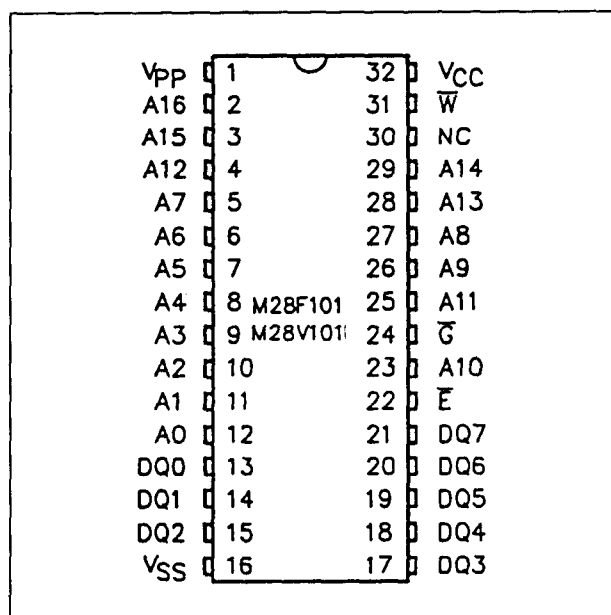 VPP 1 32 VCC
A16 2 31 W̅
A15 3 30 NC
A12 4 29 A14
A7 5 28 A13
A6 6 27 A8
A5 7 26 A9
A4 8 M28F101 25 A11
A3 9 M28V101 24 G̅
A2 10 23 A10
A1 11 22 E̅
A0 12 21 DQ7
DQ0 13 20 DQ6
DQ1 14 19 DQ5
DQ2 15 18 DQ4
VSS 16 17 DQ3